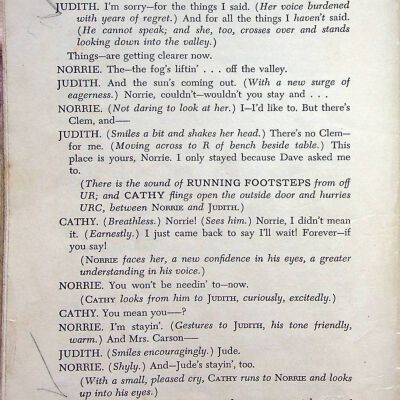 JUDITH. I'm sorry—for the things I said. (Her voice burdened
with years of regret.) And for all the things I haven't said.
(He cannot speak; and she, too, crosses over and stands
looking down into the valley.)
Things—are getting clearer now.
NORRIE. The—the fog's liftin' . . . off the valley.
JUDITH. And the sun's coming out. (With a new surge of
eagerness.) Norrie, couldn't—wouldn't you stay and . . .
NORRIE. (Not daring to look at her.) I—I'd like to. But there's
Clem, and—
JUDITH. (Smiles a bit and shakes her head.) There's no Clem—
for me. (Moving across to R of bench beside table.) This
place is yours, Norrie. I only stayed because Dave asked me
to.
(There is the sound of RUNNING FOOTSTEPS from off
UR; and CATHY flings open the outside door and hurries
URC, between NORRIE and JUDITH.)
CATHY. (Breathless.) Norrie! (Sees him.) Norrie, I didn't mean
it. (Earnestly.) I just came back to say I'll wait! Forever—if
you say!
(NORRIE faces her, a new confidence in his eyes, a greater
understanding in his voice.)
NORRIE. You won't be needin' to—now.
(CATHY looks from him to JUDITH, curiously, excitedly.)
CATHY. You mean you—?
NORRIE. I'm stayin'. (Gestures to JUDITH, his tone friendly,
warm.) And Mrs. Carson—
JUDITH. (Smiles encouragingly.) Jude.
NORRIE. (Shyly.) And—Jude's stayin', too.
(With a small, pleased cry, CATHY runs to NORRIE and looks
up into his eyes.)